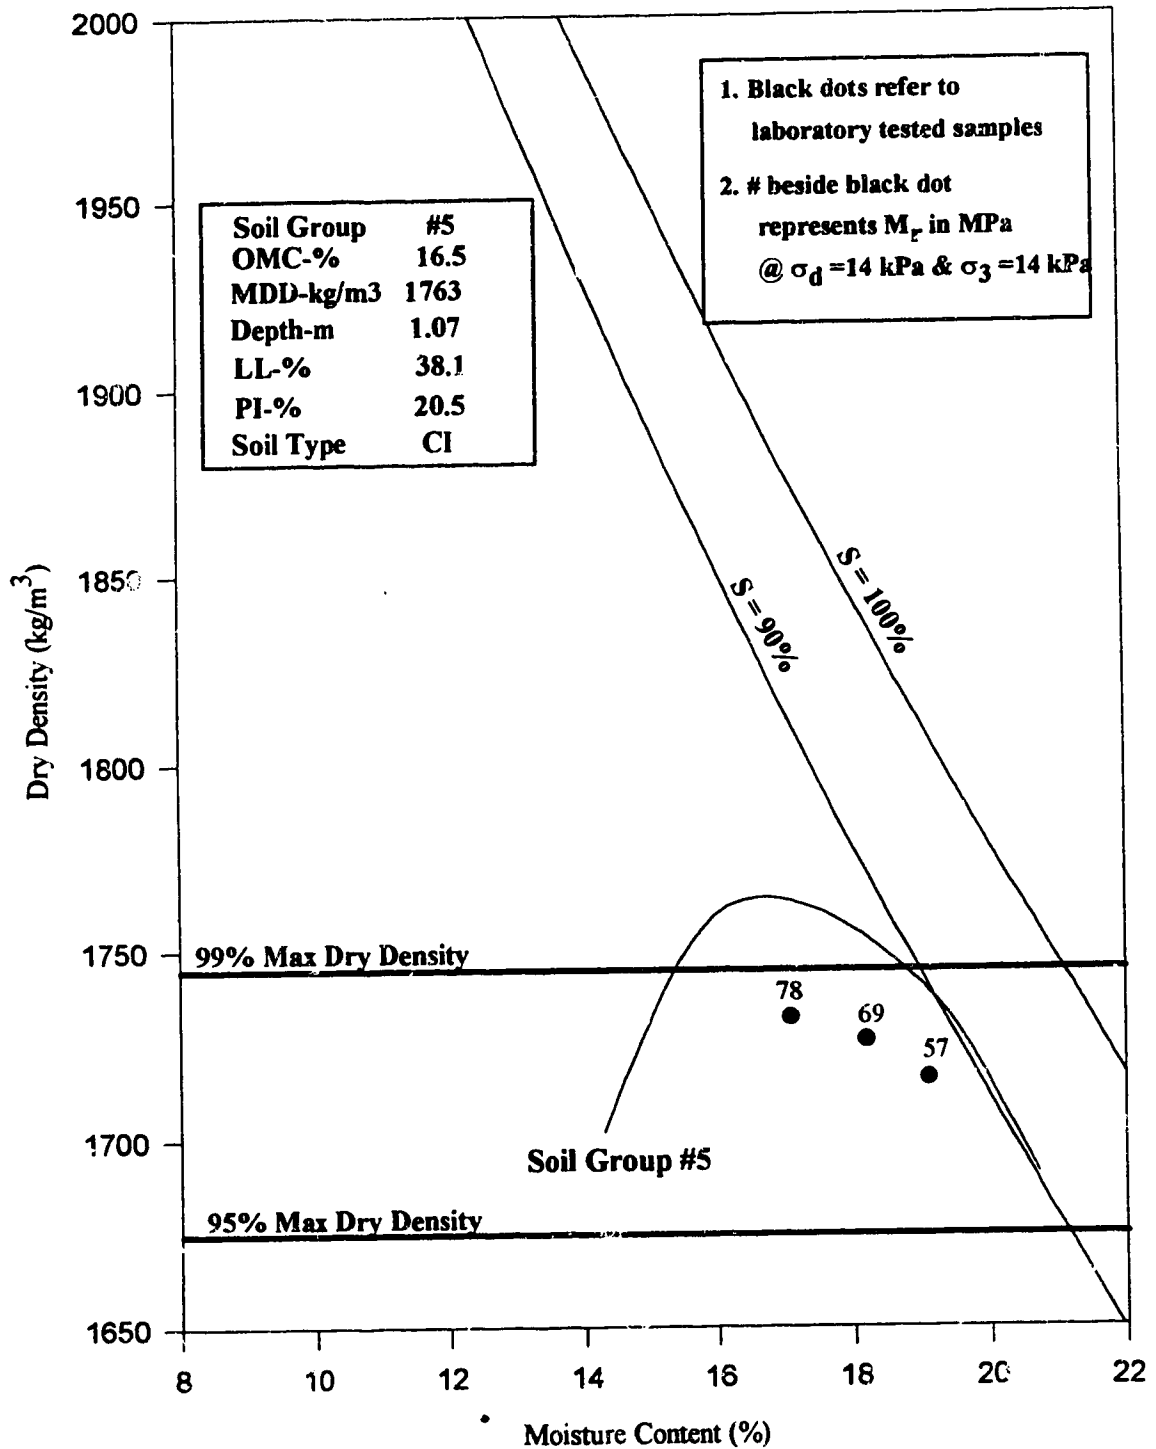 2000
1950
1900
1850
1800
1750
1700
1650
Dry Density (kg/m3)
1. Black dots refer to
laboratory tested samples
2. # beside black dot
represents Mr in MPa
@ σd =14 kPa & σ3 =14 kPa
Soil Group #5
OMC-% 16.5
MDD-kg/m3 1763
Depth-m 1.07
LL-% 38.1
PI-% 20.5
Soil Type CI
S = 90%
S = 100%
99% Max Dry Density
78
69
57
Soil Group #5
95% Max Dry Density
8 10 12 14 16 18 20 22
Moisture Content (%)